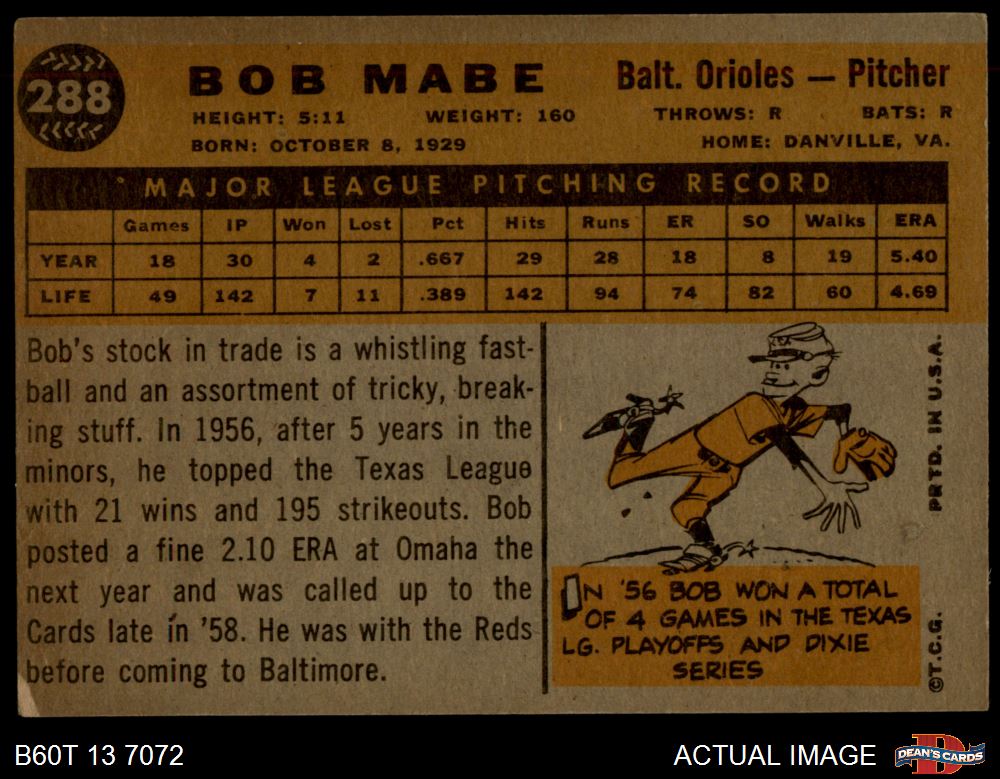 288
BOB MABE
Balt. Orioles — Pitcher
HEIGHT: 5:11 WEIGHT: 160 THROWS: R BATS: R
BORN: OCTOBER 8, 1929 HOME: DANVILLE, VA.
MAJOR LEAGUE PITCHING RECORD
Games IP Won Lost Pct Hits Runs ER SO Walks ERA
YEAR 18 30 4 2 .667 29 28 18 8 19 5.40
LIFE 49 142 7 11 .389 142 94 74 82 60 4.69
Bob's stock in trade is a whistling fast-
ball and an assortment of tricky, break-
ing stuff. In 1956, after 5 years in the
minors, he topped the Texas League
with 21 wins and 195 strikeouts. Bob
posted a fine 2.10 ERA at Omaha the
next year and was called up to the
Cards late in '58. He was with the Reds
before coming to Baltimore.
IN '56 BOB WON A TOTAL
OF 4 GAMES IN THE TEXAS
LG. PLAYOFFS AND DIXIE
SERIES
©T.C.G. PRTD. IN U.S.A.
B60T 13 7072
ACTUAL IMAGE
DEAN'S CARDS